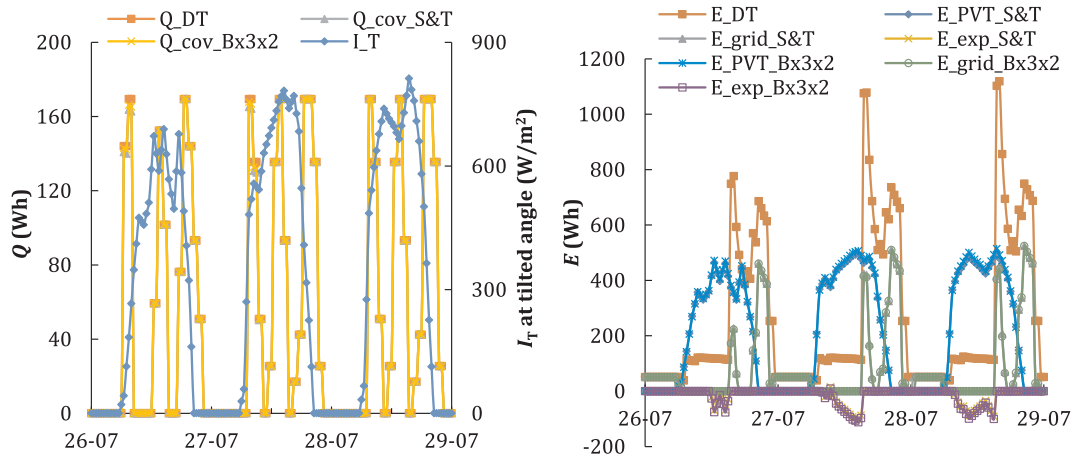 Q_DT Q_cov_S&T
Q_cov_Bx3x2 I_T
200
160
120
80
40
0
Q (Wh)
900
600
300
0
I_T at tilted angle (W/m²)
26-07 27-07 28-07 29-07
E_DT E_PVT_S&T
E_grid_S&T E_exp_S&T
E_PVT_Bx3x2 E_grid_Bx3x2
E_exp_Bx3x2
1200
1000
800
600
400
200
0
-200
E (Wh)
26-07 27-07 28-07 29-07